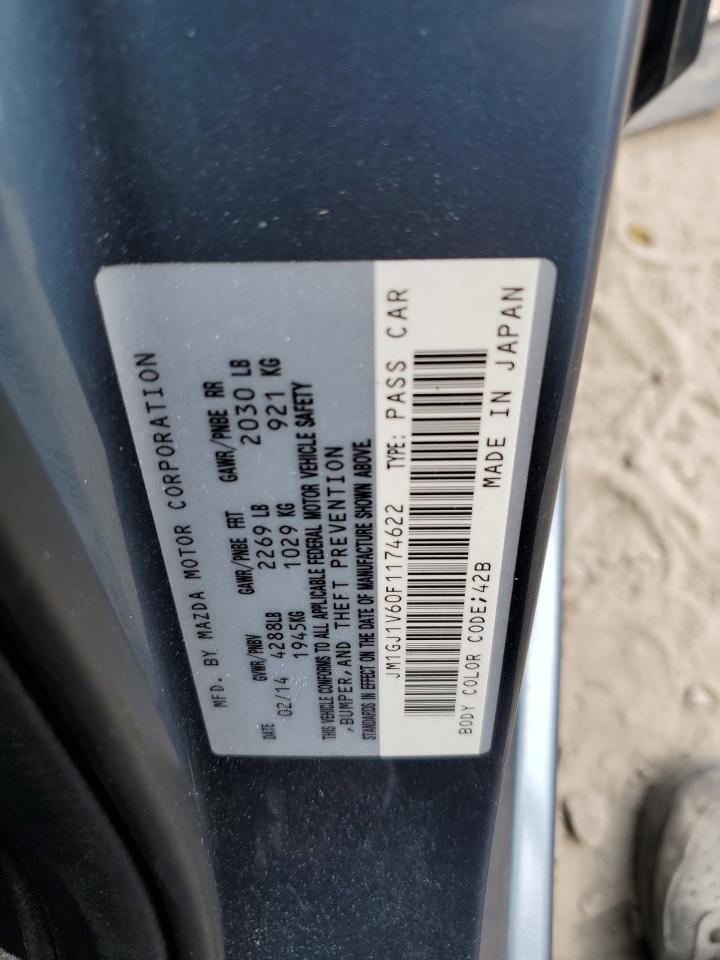 MFD. BY MAZDA MOTOR CORPORATION
DATE GVWR/PNBV GAWR/PNBE FRT GAWR/PNBE RR
02/14 4288LB 2269 LB 2030 LB
1945KG 1029 KG 921 KG
THIS VEHICLE CONFORMS TO ALL APPLICABLE FEDERAL MOTOR VEHICLE SAFETY
,BUMPER,AND THEFT PREVENTION
STANDARDS IN EFFECT ON THE DATE OF MANUFACTURE SHOWN ABOVE.
JM1GJ1V60F1174622 TYPE: PASS CAR
BODY COLOR CODE;42B MADE IN JAPAN